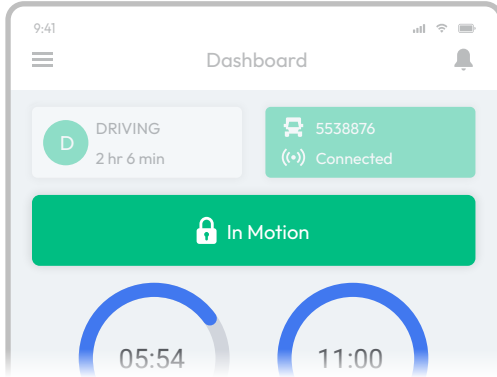 9:41
Dashboard
D
DRIVING
2 hr 6 min
5538876
Connected
In Motion
05:54
11:00